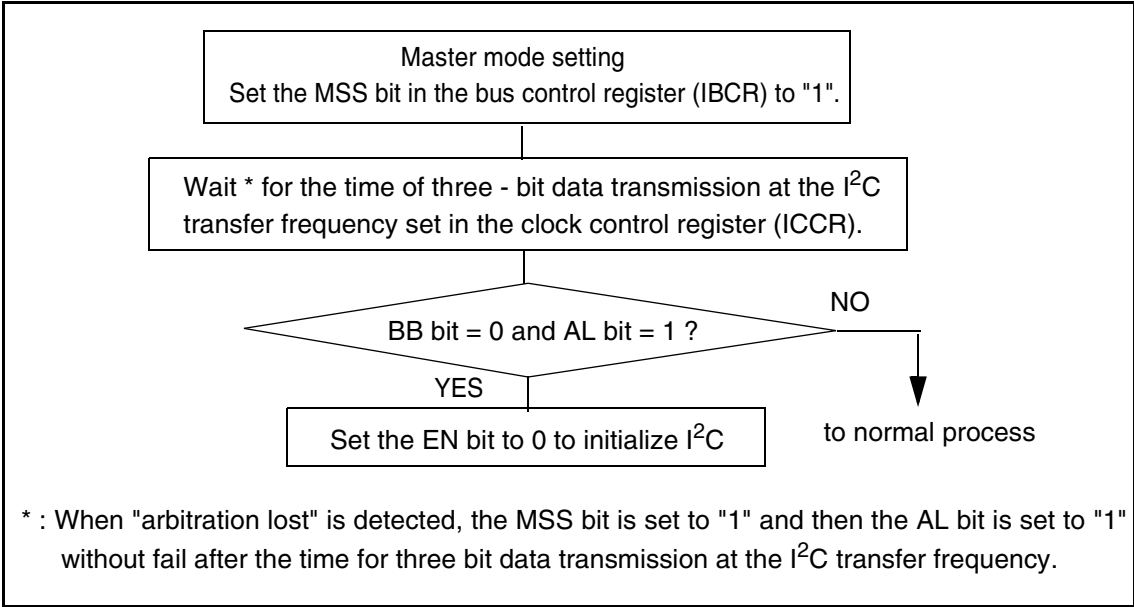 Master mode setting
Set the MSS bit in the bus control register (IBCR) to "1".
Wait * for the time of three - bit data transmission at the I²C
transfer frequency set in the clock control register (ICCR).
BB bit = 0 and AL bit = 1 ?
NO
YES
Set the EN bit to 0 to initialize I²C
to normal process
* : When "arbitration lost" is detected, the MSS bit is set to "1" and then the AL bit is set to "1"
without fail after the time for three bit data transmission at the I²C transfer frequency.